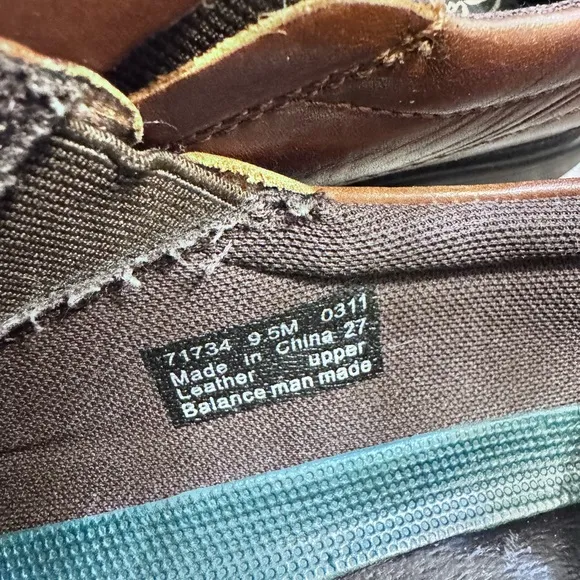 71734 9.5M 0311
Made in China 27
Leather upper
Balance man made